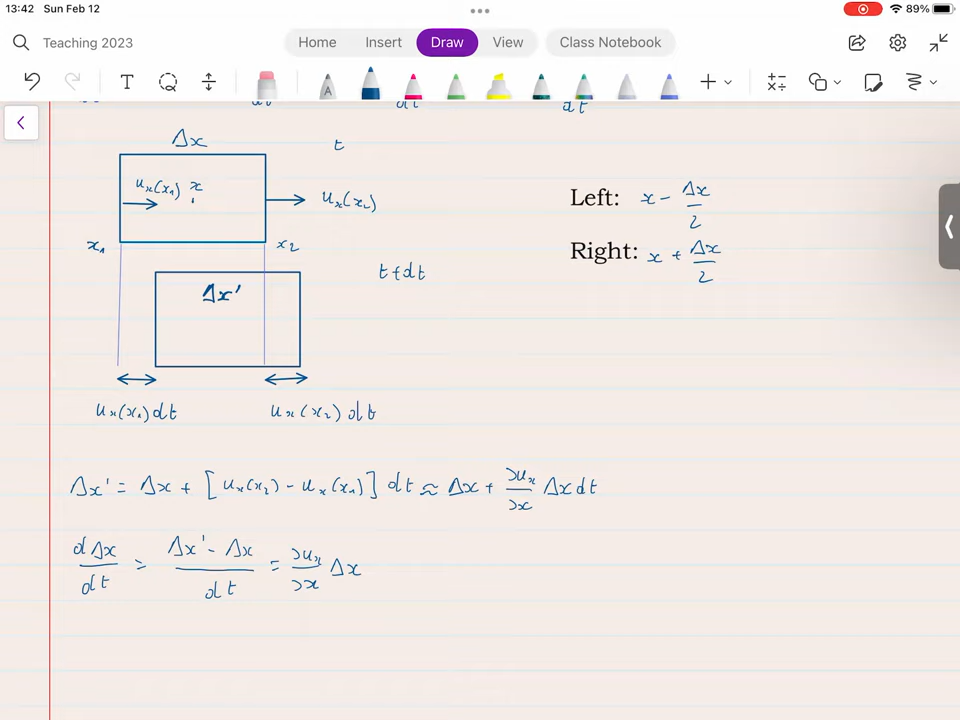 13:42 Sun Feb 12
89%
Teaching 2023
Home Insert Draw View Class Notebook
T
A
dt dt
Δx t
uₓ(x₁) x uₓ(x₂)
x₁ x₂
Left: x - Δx/2
Right: x + Δx/2
t+dt
Δx'
uₓ(x₁)dt uₓ(x₂)dt
Δx' = Δx + [uₓ(x₂) - uₓ(x₁)] dt ≈ Δx + ∂uₓ/∂x Δx dt
dΔx/dt = (Δx' - Δx)/dt = ∂uₓ/∂x Δx